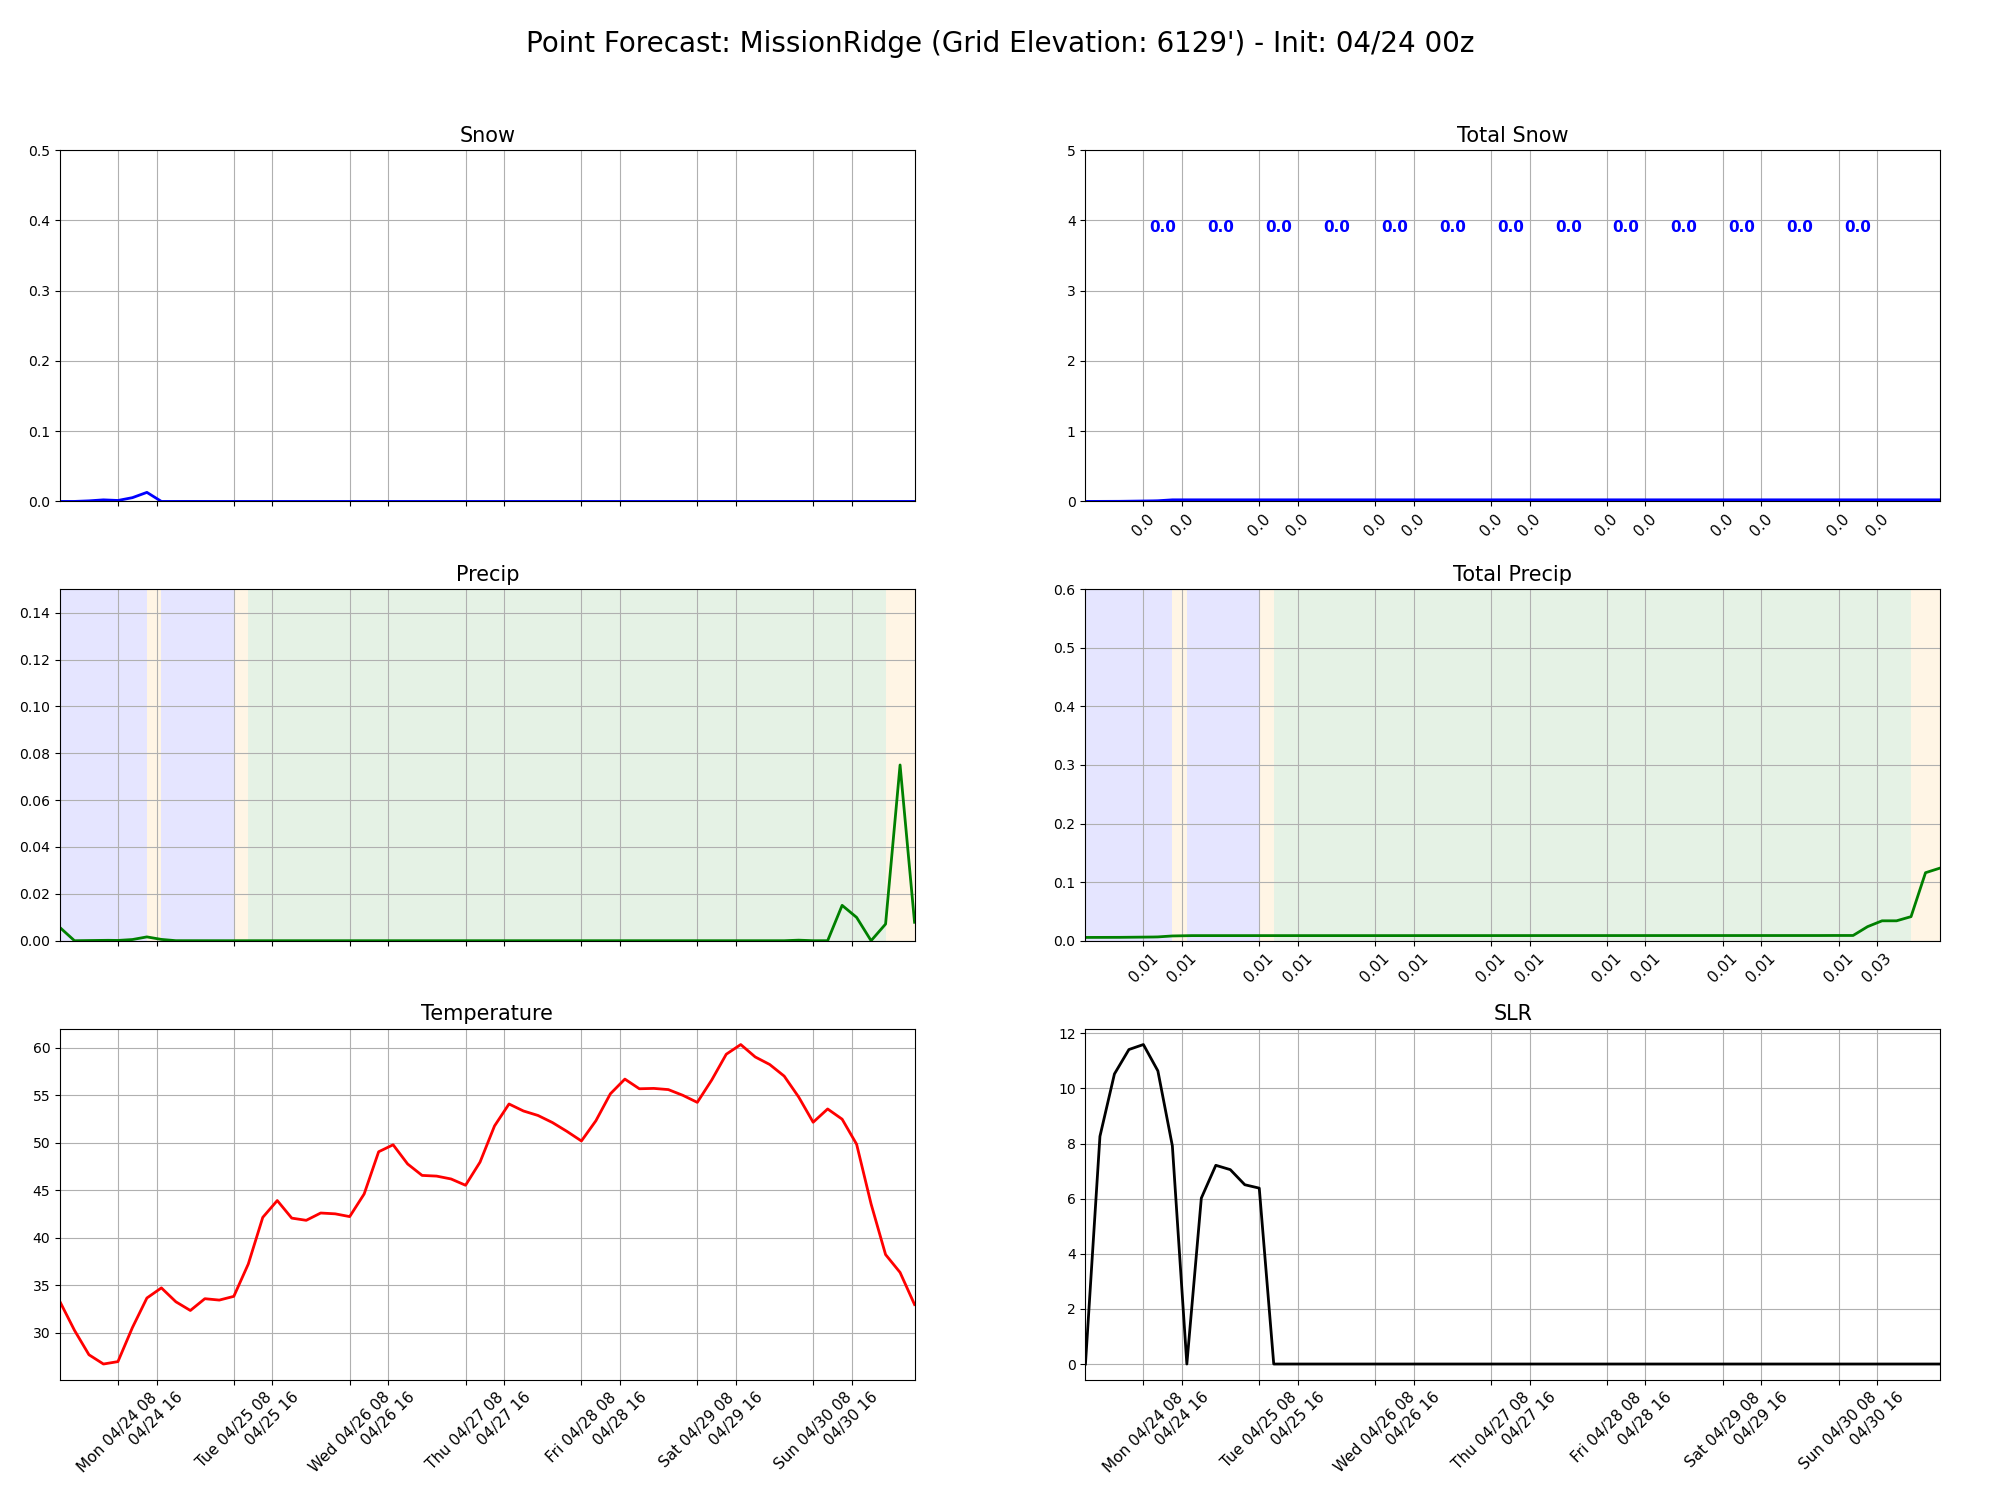 Point Forecast: MissionRidge (Grid Elevation: 6129') - Init: 04/24 00z
Snow
0.5
0.4
0.3
0.2
0.1
0.0
Total Snow
5
4
3
2
1
0
0.0 0.0 0.0 0.0 0.0 0.0 0.0 0.0 0.0 0.0 0.0 0.0 0.0
0.0 0.0 0.0 0.0 0.0 0.0 0.0 0.0 0.0 0.0 0.0 0.0 0.0 0.0
Precip
0.14
0.12
0.10
0.08
0.06
0.04
0.02
0.00
Total Precip
0.6
0.5
0.4
0.3
0.2
0.1
0.0
0.01 0.01 0.01 0.01 0.01 0.01 0.01 0.01 0.01 0.01 0.01 0.01 0.01 0.03
Temperature
60
55
50
45
40
35
30
Mon 04/24 08
04/24 16
Tue 04/25 08
04/25 16
Wed 04/26 08
04/26 16
Thu 04/27 08
04/27 16
Fri 04/28 08
04/28 16
Sat 04/29 08
04/29 16
Sun 04/30 08
04/30 16
SLR
12
10
8
6
4
2
0
Mon 04/24 08
04/24 16
Tue 04/25 08
04/25 16
Wed 04/26 08
04/26 16
Thu 04/27 08
04/27 16
Fri 04/28 08
04/28 16
Sat 04/29 08
04/29 16
Sun 04/30 08
04/30 16